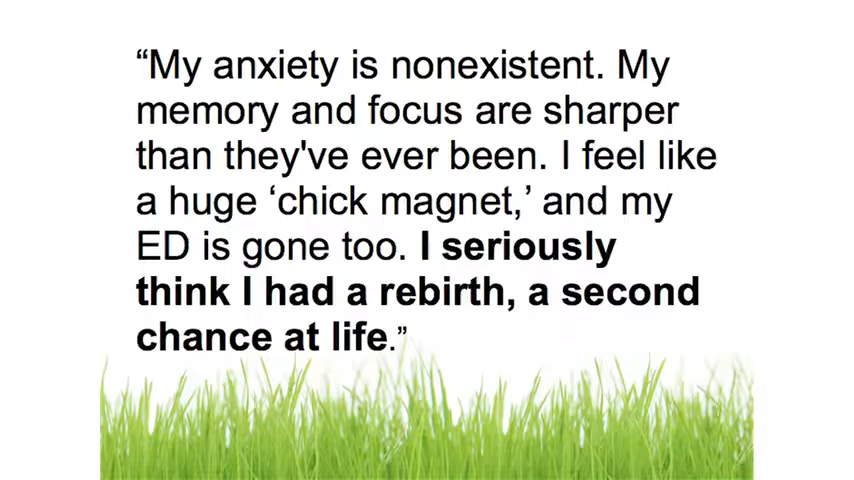 “My anxiety is nonexistent. My
memory and focus are sharper
than they've ever been. I feel like
a huge ‘chick magnet,’ and my
ED is gone too. I seriously
think I had a rebirth, a second
chance at life.”